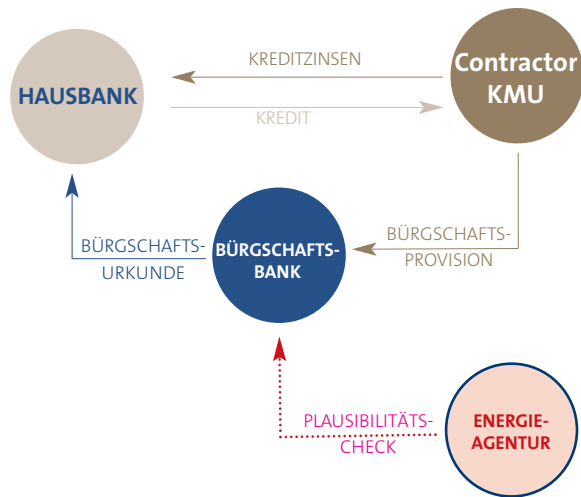 KREDITZINSEN
Contractor
KMU
HAUSBANK
KREDIT
BÜRGSCHAFTS-
URKUNDE
BÜRGSCHAFTS-
BANK
BÜRGSCHAFTS-
PROVISION
PLAUSIBILITÄTS-
CHECK
ENERGIE-
AGENTUR